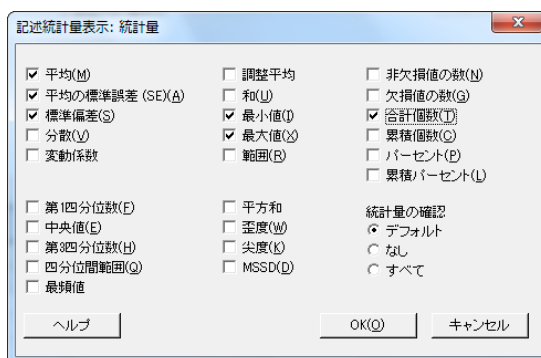 記述統計量表示: 統計量
平均(M)
平均の標準誤差 (SE)(A)
標準偏差(S)
分散(V)
変動係数
調整平均
和(U)
最小値(I)
最大値(X)
範囲(R)
非欠損値の数(N)
欠損値の数(G)
合計個数(T)
累積個数(C)
パーセント(P)
累積パーセント(L)
第1四分位数(F)
中央値(E)
第3四分位数(H)
四分位間範囲(Q)
最頻値
平方和
歪度(W)
尖度(K)
MSSD(D)
統計量の確認
デフォルト
なし
すべて
ヘルプ
OK(O)
キャンセル